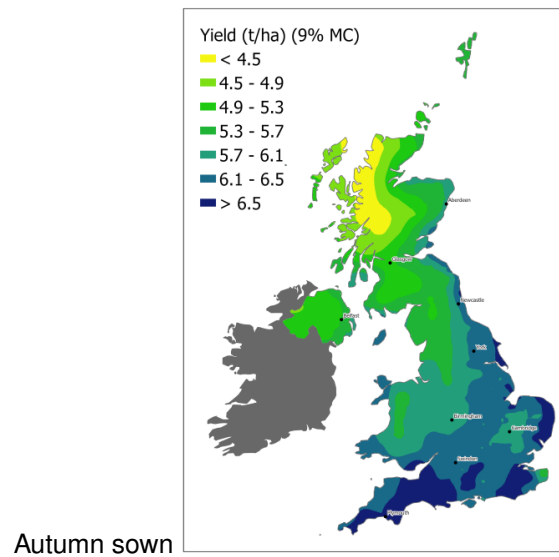 Yield (t/ha) (9% MC)
< 4.5
4.5 - 4.9
4.9 - 5.3
5.3 - 5.7
5.7 - 6.1
6.1 - 6.5
> 6.5
Aberdeen
Glasgow
Newcastle
Belfast
York
Birmingham
Cambridge
Swindon
Plymouth
Autumn sown